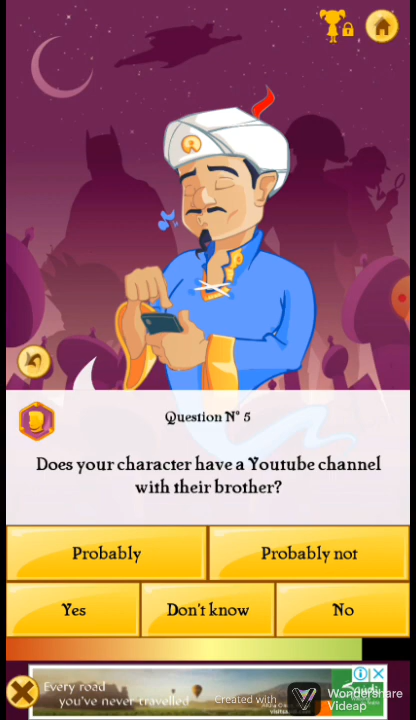 Question N° 5
Does your character have a Youtube channel
with their brother?
Probably
Probably not
Yes
Don't know
No
Every road
you've never travelled
Created with
Wondershare
Videap